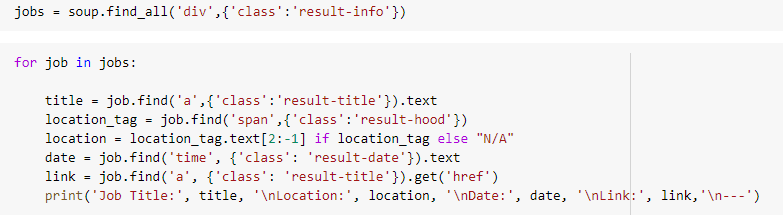 jobs = soup.find_all('div',{'class':'result-info'})
for job in jobs:
title = job.find('a',{'class':'result-title'}).text
location_tag = job.find('span',{'class':'result-hood'})
location = location_tag.text[2:-1] if location_tag else "N/A"
date = job.find('time', {'class': 'result-date'}).text
link = job.find('a', {'class': 'result-title'}).get('href')
print('Job Title:', title, '\nLocation:', location, '\nDate:', date, '\nLink:', link,'\n---')